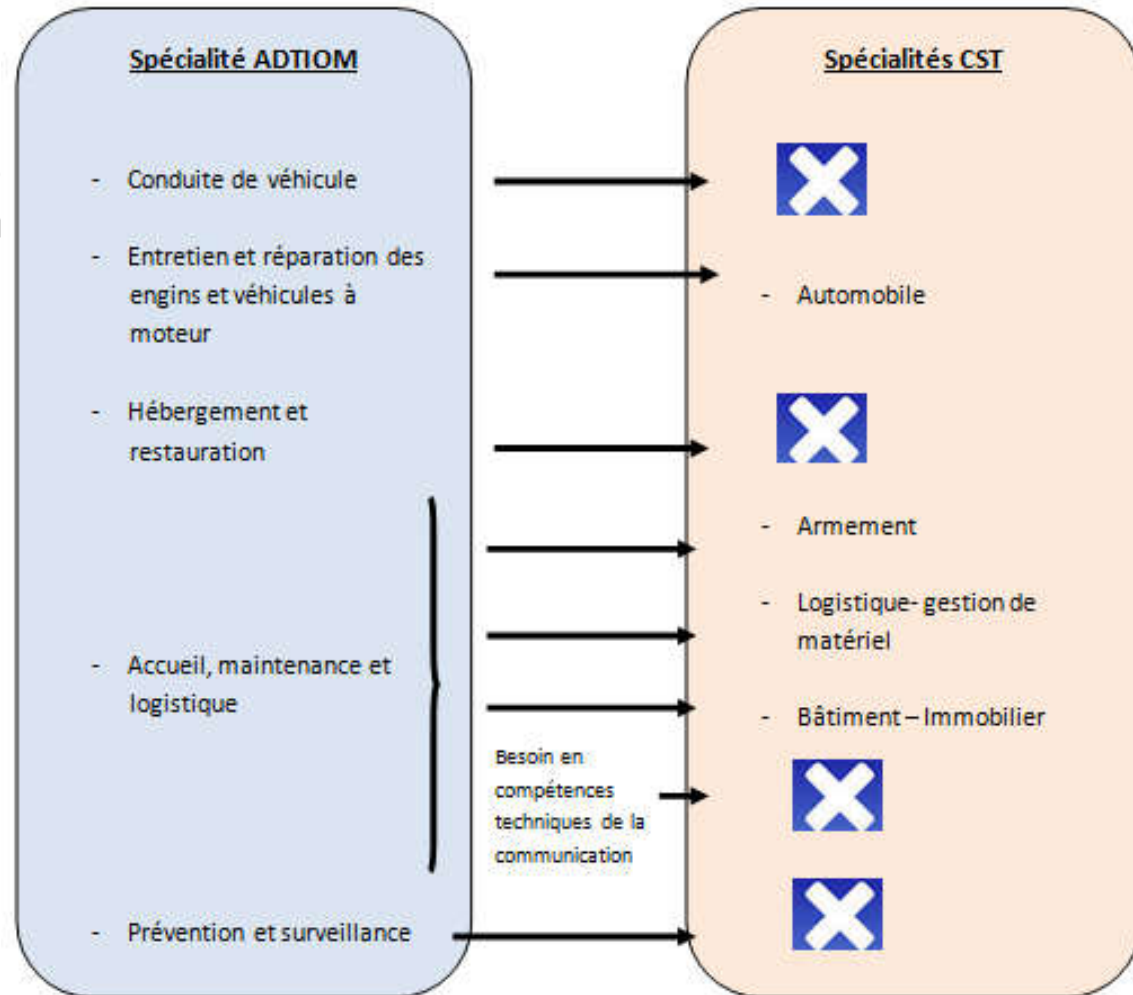 Spécialité ADTIOM
- Conduite de véhicule
- Entretien et réparation des
engins et véhicules à
moteur
- Hébergement et
restauration
- Accueil, maintenance et
logistique
- Prévention et surveillance
Besoin en
compétences
techniques de la
communication
Spécialités CST
- Automobile
- Armement
- Logistique- gestion de
matériel
- Bâtiment – Immobilier